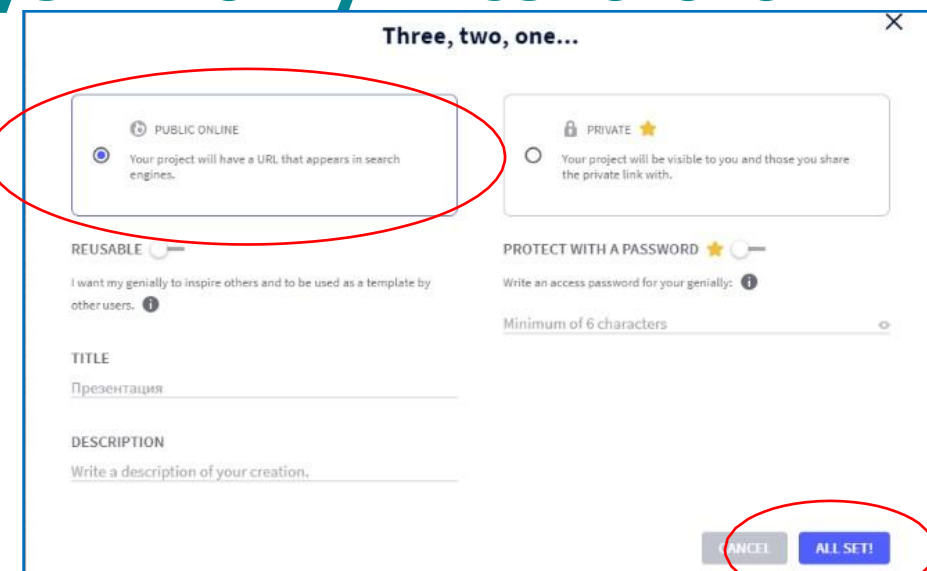 Three, two, one...
PUBLIC ONLINE
Your project will have a URL that appears in search
engines.
PRIVATE
Your project will be visible to you and those you share
the private link with.
REUSABLE
I want my genially to inspire others and to be used as a template by
other users.
PROTECT WITH A PASSWORD
Write an access password for your genially:
Minimum of 6 characters
TITLE
Презентация
DESCRIPTION
Write a description of your creation.
CANCEL
ALL SET!